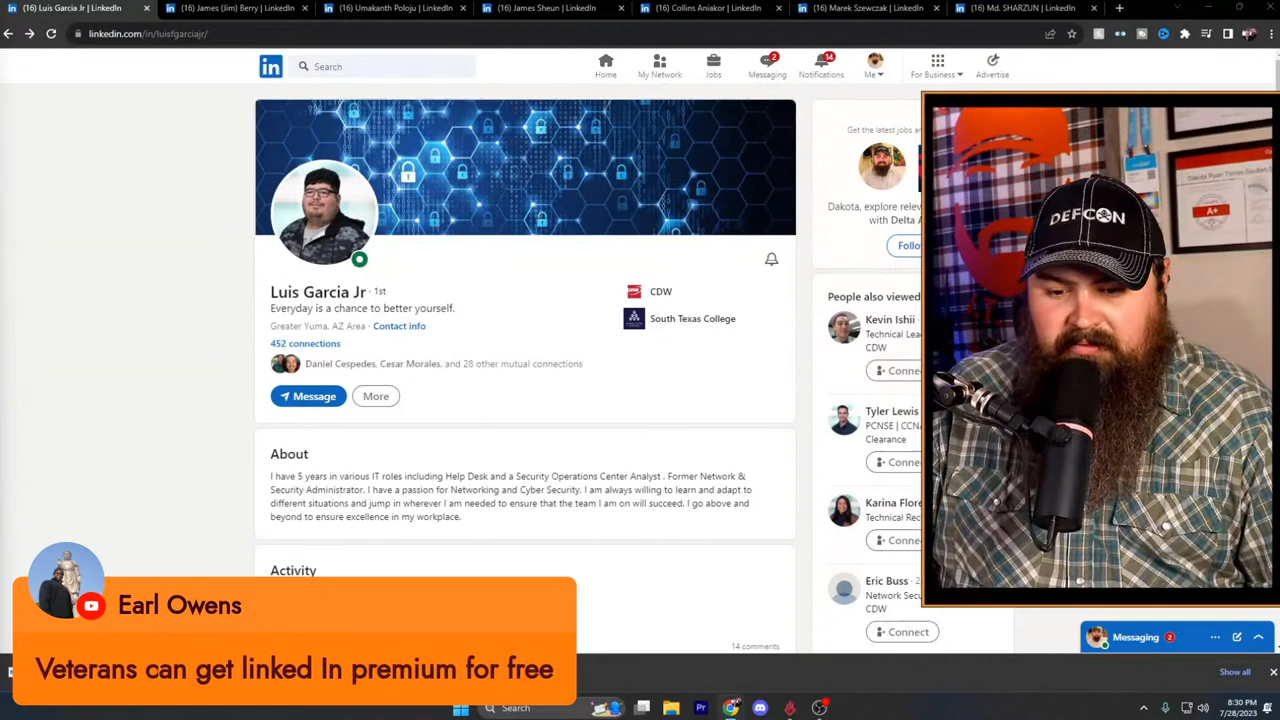 (16) Luis Garcia Jr | LinkedIn
(16) James (Jim) Berry | LinkedIn
(16) Umakanth Poloju | LinkedIn
(16) James Sheun | LinkedIn
(16) Collins Aniakor | LinkedIn
(16) Marek Szewczak | LinkedIn
(16) Md. SHARZUN | LinkedIn
linkedin.com/in/luisfgarciajr/
in
Search
Home
My Network
Jobs
2
Messaging
14
Notifications
Me
For Business
Advertise
Get the latest jobs
Dakota, explore
with Delta
Luis Garcia Jr · 1st
Everyday is a chance to better yourself.
Greater Yuma, AZ Area · Contact info
452 connections
Daniel Cespedes, Cesar Morales, and 28 other mutual connections
Message
More
CDW
South Texas College
About
I have 5 years in various IT roles including Help Desk and a Security Operations Center Analyst . Former Network &
Security Administrator. I have a passion for Networking and Cyber Security. I am always willing to learn and adapt to
different situations and jump in wherever I am needed to ensure that the team I am on will succeed. I go above and
beyond to ensure excellence in my workplace.
Activity
14 comments
People also viewed
Kevin Ishii
Technical
CDW
Tyler Lewis
PCNSE |
Clearance
Karina
Technical
Eric Buss · 2
Network
CDW
Connect
DEFCON
A+
Messaging 2
Earl Owens
Veterans can get linked In premium for free
Show all
Search
Pr
8:30 PM
7/28/2023